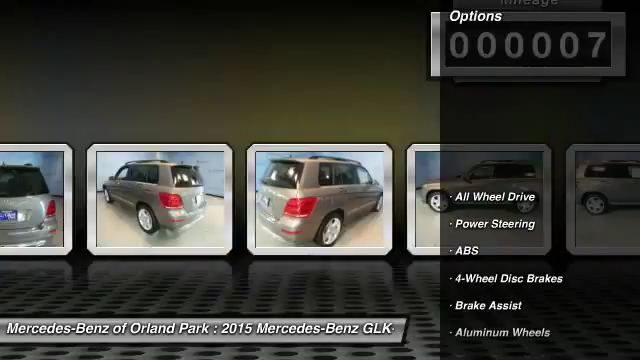 Mileage
Options
000007
· All Wheel Drive
· Power Steering
· ABS
· 4-Wheel Disc Brakes
· Brake Assist
· Aluminum Wheels
Mercedes-Benz of Orland Park : 2015 Mercedes-Benz GLK-